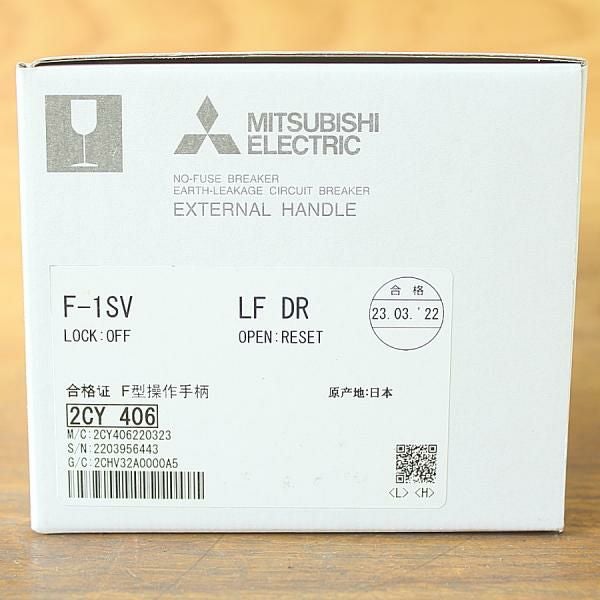 MITSUBISHI
ELECTRIC
NO-FUSE BREAKER
EARTH-LEAKAGE CIRCUIT BREAKER
EXTERNAL HANDLE
F-1SV LF DR
LOCK:OFF OPEN:RESET
合格
23.03.'22
合格证 F型操作手柄 原产地:日本
2CY 406
M/C:2CY406220323
S/N:2203956443
G/C:2CHV32A0000A5
<L> <H>